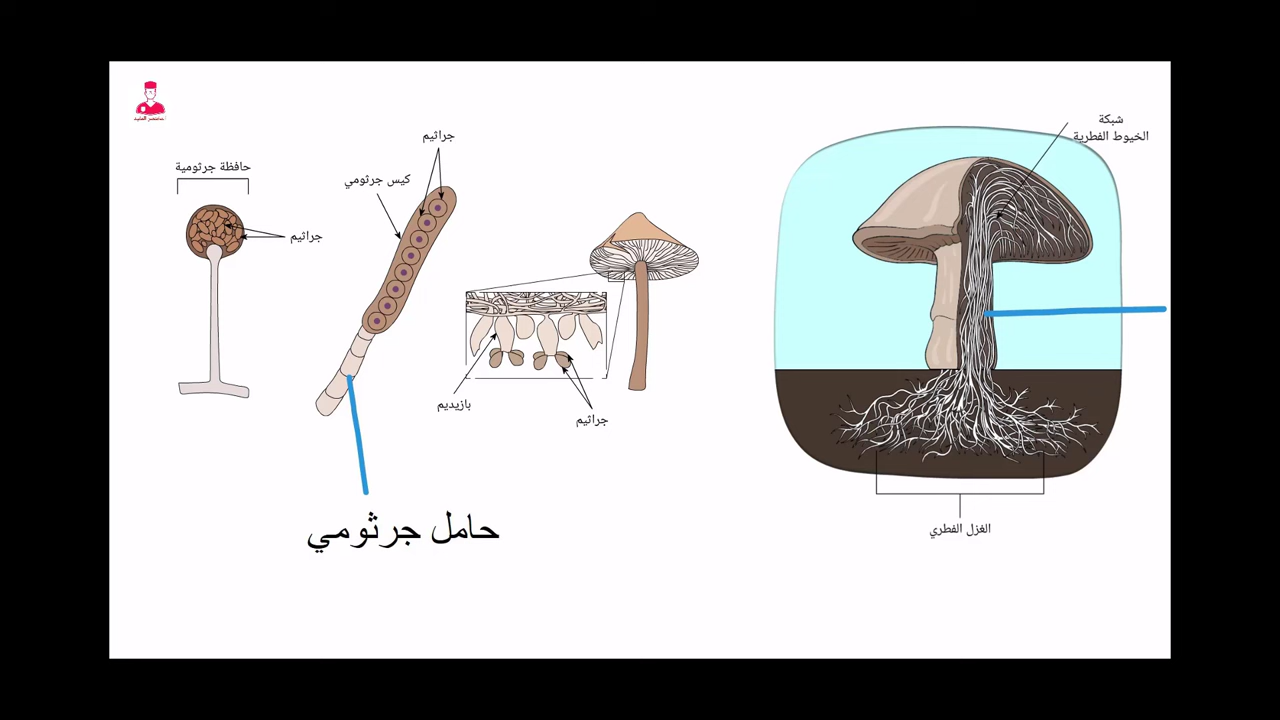 جراثيم
حافظة جرثومية
كيس جرثومي
جراثيم
بازيديم
جراثيم
حامل جرثومي
شبكة
الخيوط الفطرية
الغزل الفطري